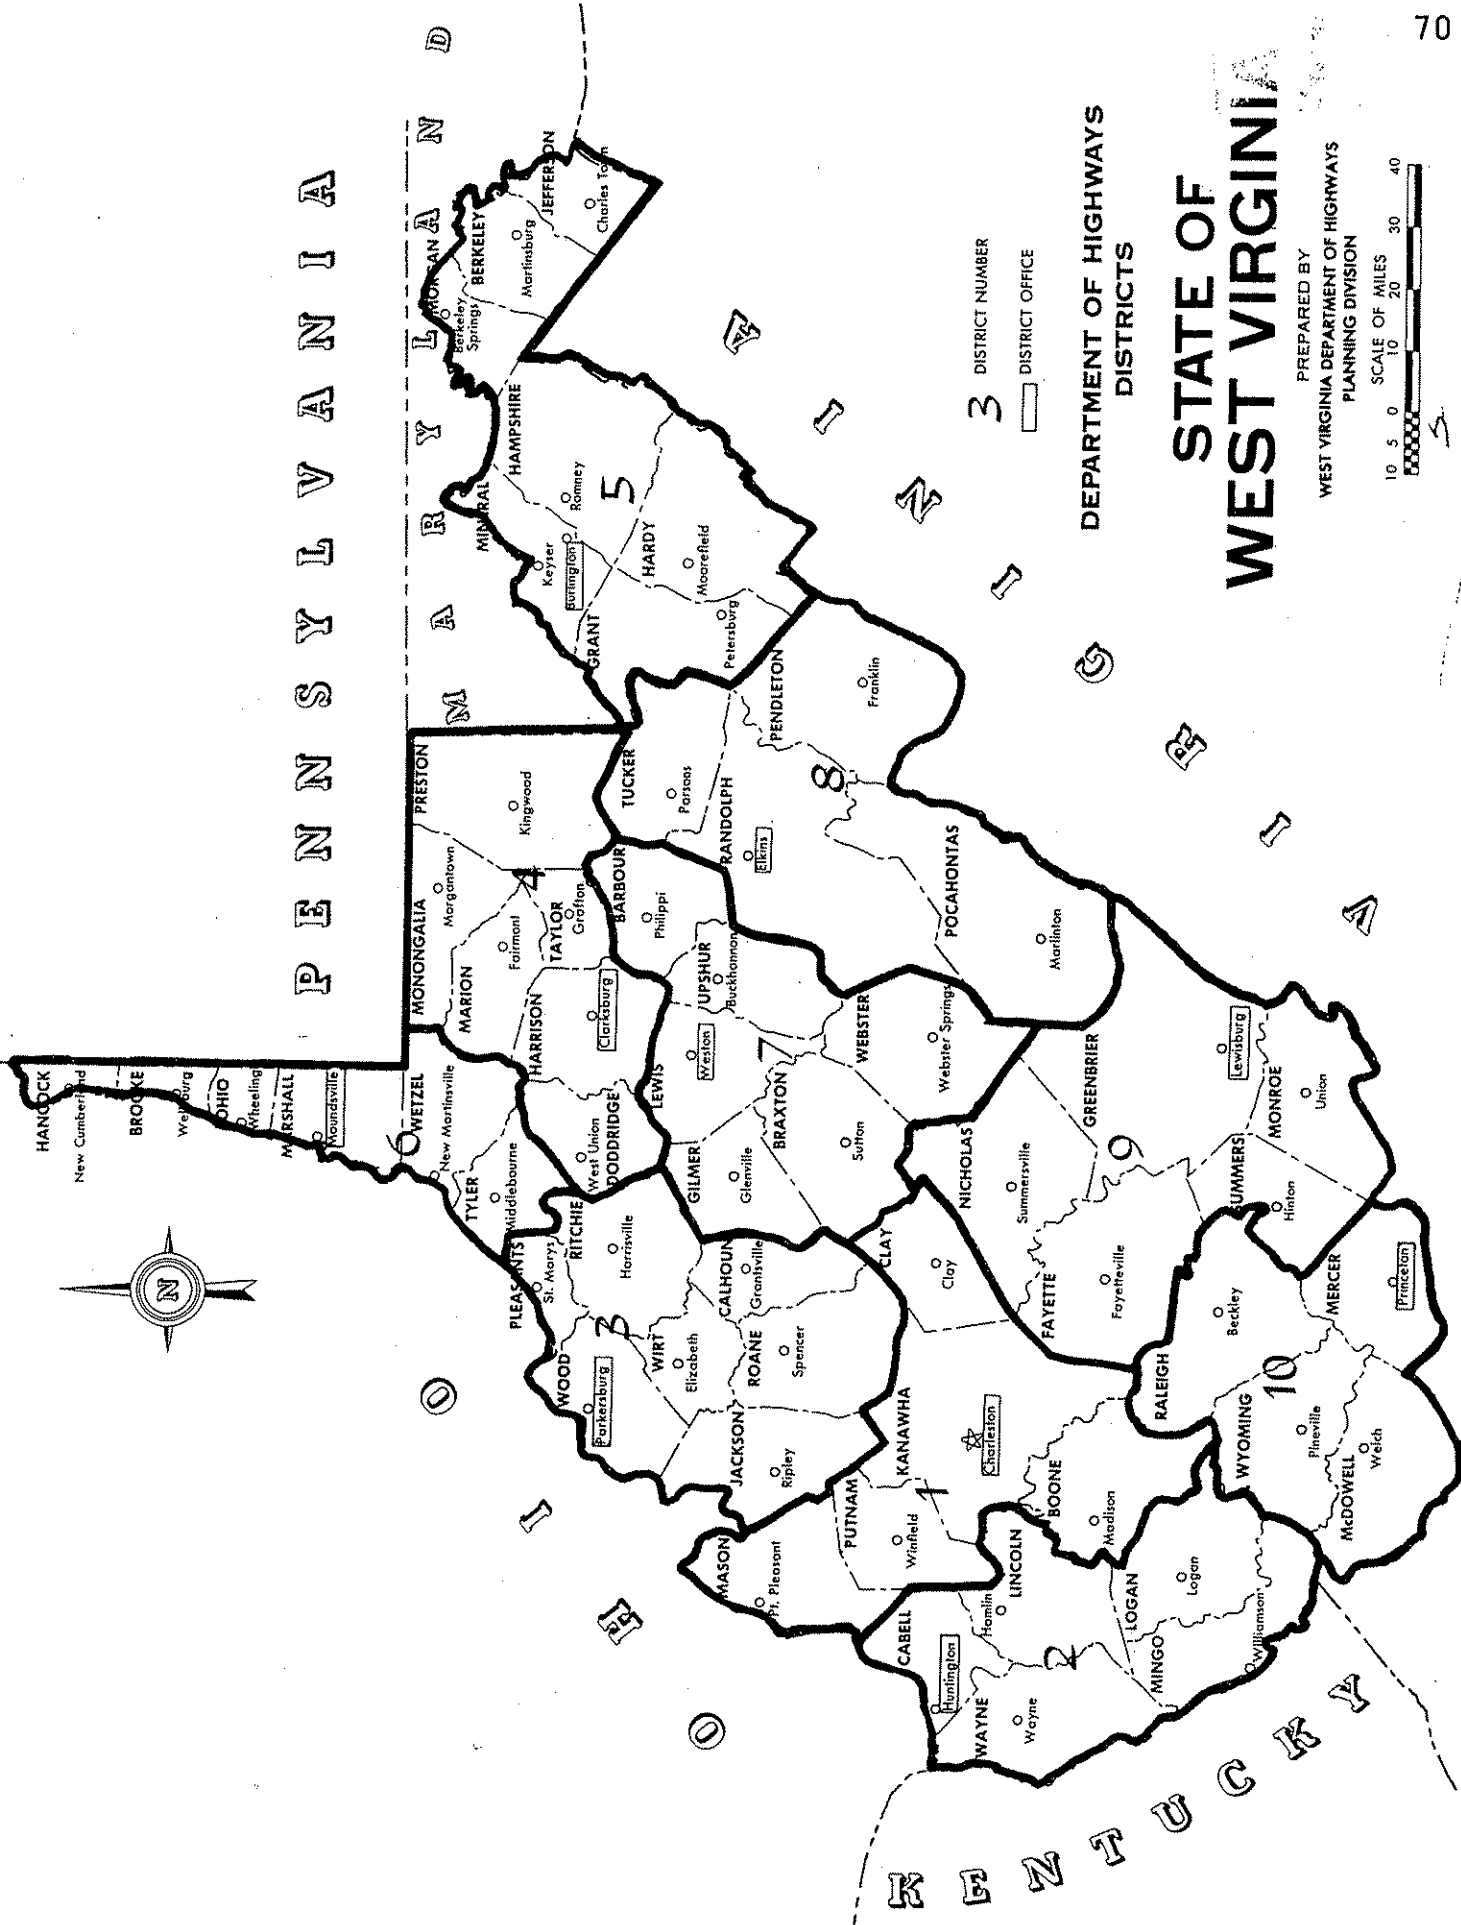 70
PENNSYLVANIA
MARYLAND
OHIO
KENTUCKY
VIRGINIA
N
HANCOCK
New Cumberland
BROOKE
Wellsburg
OHIO
Wheeling
MARSHALL
Moundsville
6
WETZEL
New Martinsville
TYLER
Middlebourne
MONONGALIA
Morgantown
PRESTON
Kingwood
MARION
Fairmont
4
TAYLOR
Grafton
HARRISON
Clarksburg
DODDRIDGE
West Union
PLEASANTS
St. Marys
RITCHIE
Harrisville
WOOD
Parkersburg
3
WIRT
Elizabeth
CALHOUN
Grantsville
ROANE
Spencer
JACKSON
Ripley
MORGAN
Berkeley
Springs
BERKELEY
Martinsburg
JEFFERSON
Charles Town
HAMPSHIRE
Romney
MINERAL
Keyser
Burlington
5
HARDY
Moorefield
GRANT
Petersburg
TUCKER
Parsons
RANDOLPH
Elkins
PENDLETON
Franklin
8
POCAHONTAS
Marlinton
BARBOUR
Philippi
UPSHUR
Buckhannon
LEWIS
Weston
7
GILMER
Glenville
BRAXTON
Sutton
WEBSTER
Webster Springs
MASON
Pt. Pleasant
PUTNAM
Winfield
1
KANAWHA
Charleston
CLAY
Clay
BOONE
Madison
NICHOLAS
Summersville
GREENBRIER
Lewisburg
FAYETTE
Fayetteville
9
SUMMERS
Hinton
MONROE
Union
CABELL
Huntington
WAYNE
Wayne
LINCOLN
Hamlin
2
LOGAN
Logan
MINGO
Williamson
RALEIGH
Beckley
WYOMING
Pineville
10
MERCER
Princeton
McDOWELL
Welch
3 DISTRICT NUMBER
DISTRICT OFFICE
DEPARTMENT OF HIGHWAYS
DISTRICTS
STATE OF
WEST VIRGINIA
PREPARED BY
WEST VIRGINIA DEPARTMENT OF HIGHWAYS
PLANNING DIVISION
SCALE OF MILES
10 5 0 10 20 30 40